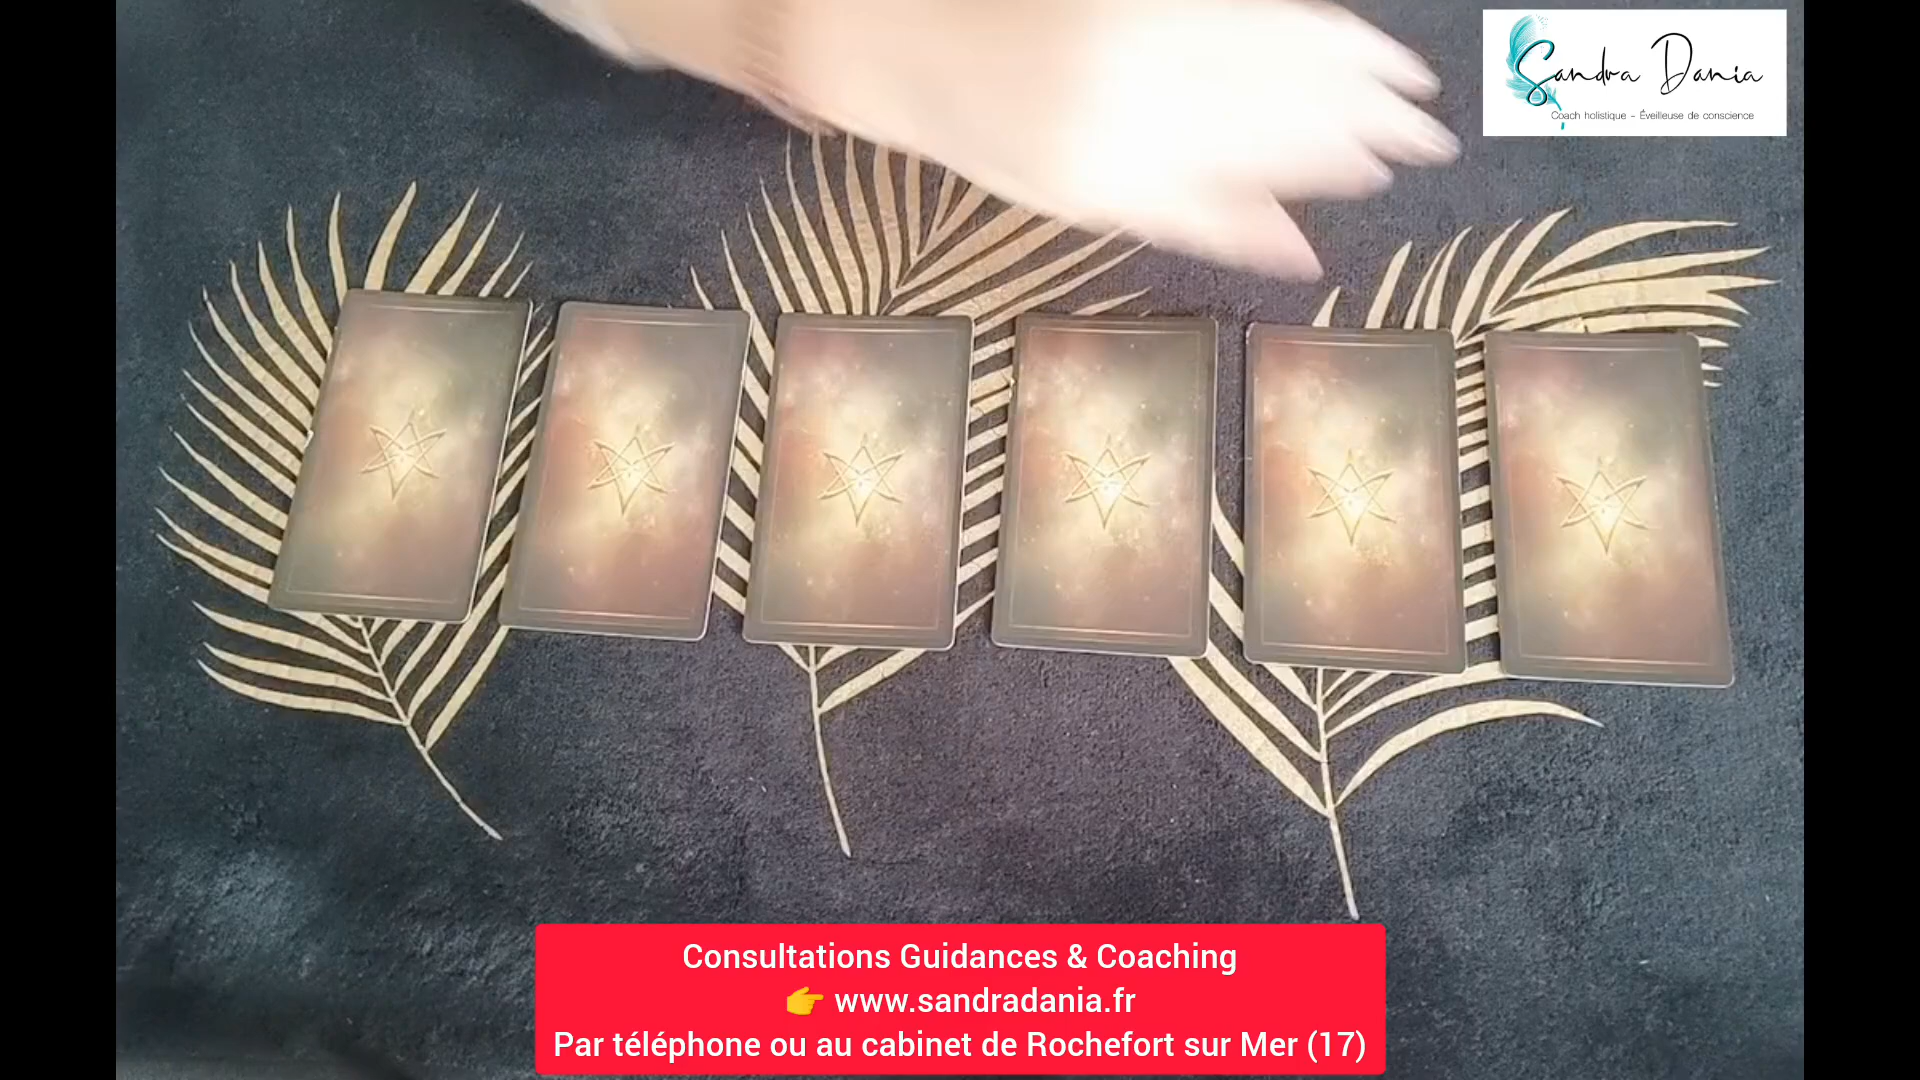 Sandra Dania
Coach holistique - Éveilleuse de conscience
Consultations Guidances & Coaching
👉 www.sandradania.fr
Par téléphone ou au cabinet de Rochefort sur Mer (17)